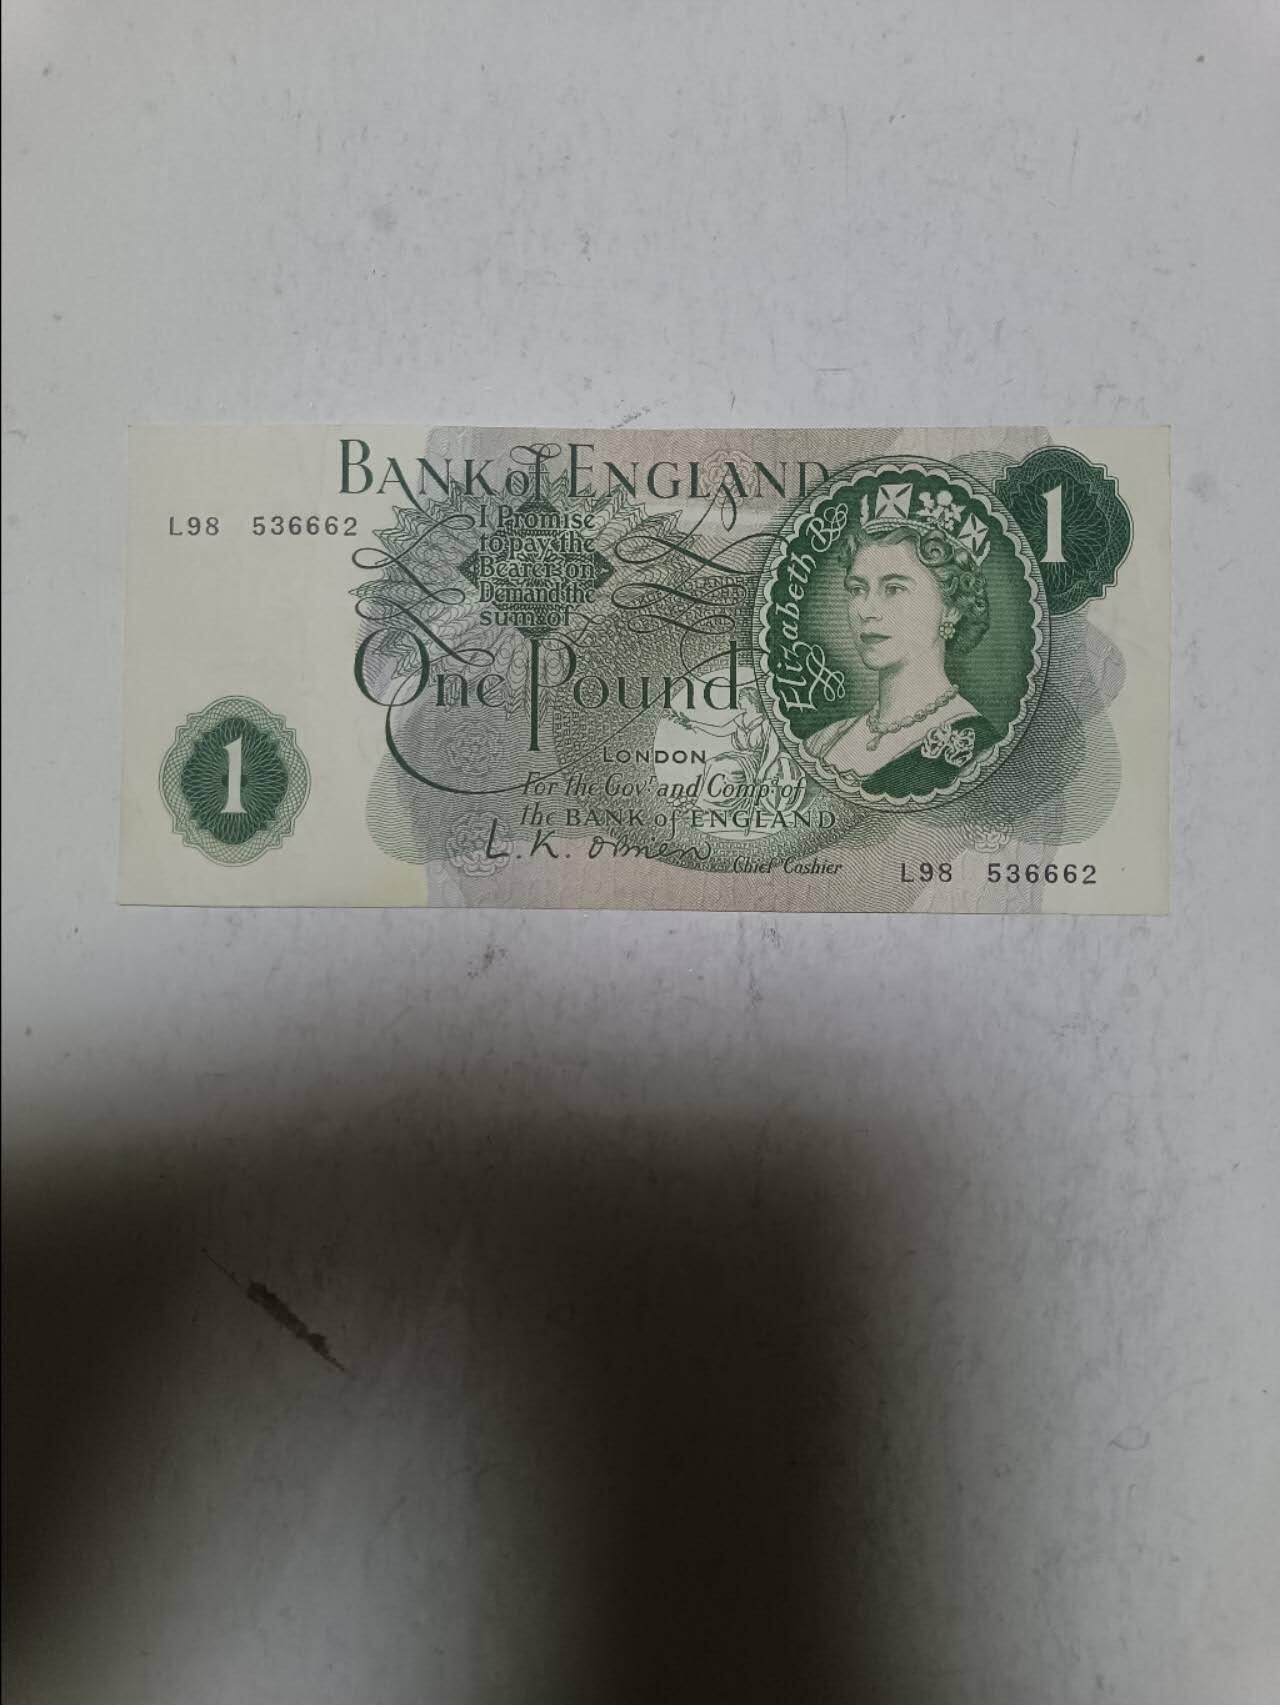 BANK of ENGLAND
L98 536662
I Promise
to pay the
Bearer on
Demand the
sum of
One Pound
Elizabeth R
1
1
LONDON
For the Govr. and Compa. of
the BANK of ENGLAND
L.K. O'Brien
Chief Cashier
L98 536662